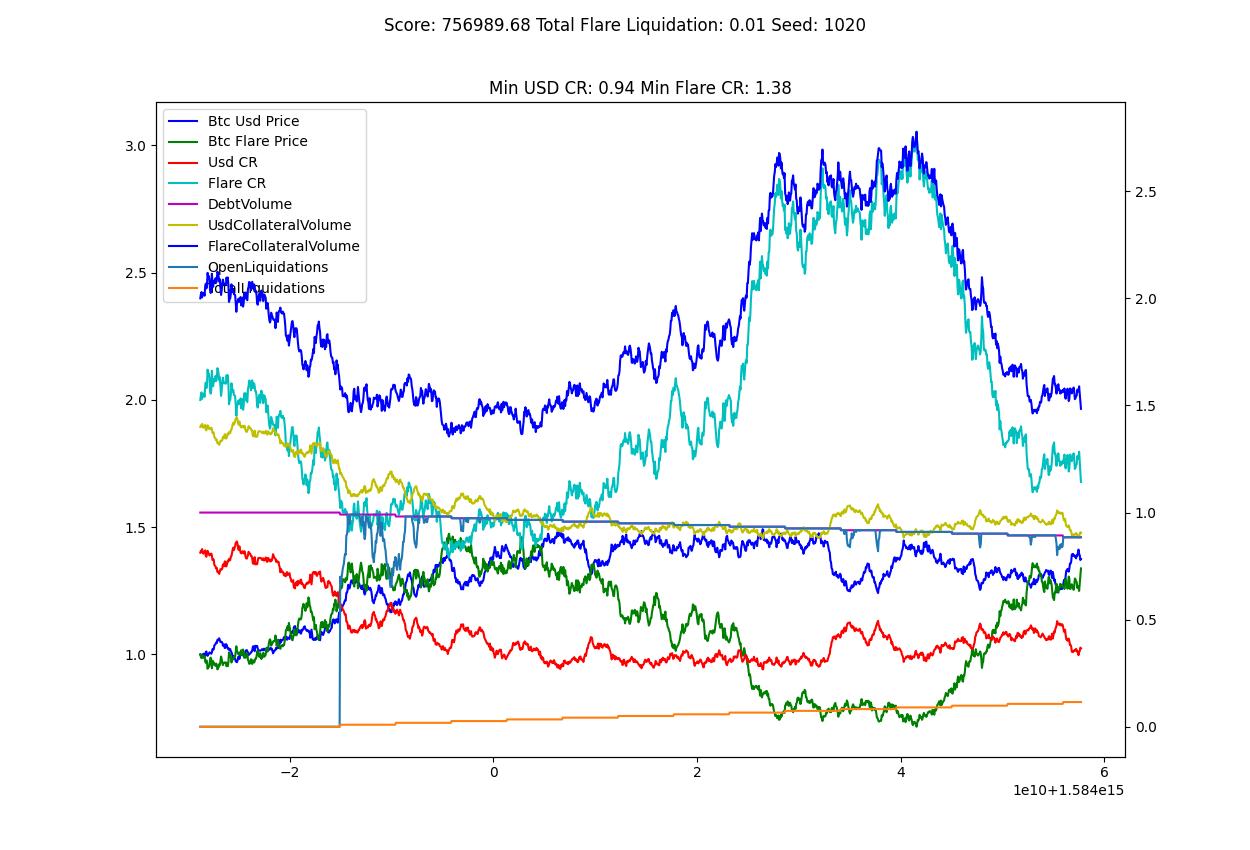 Score: 756989.68 Total Flare Liquidation: 0.01 Seed: 1020
Min USD CR: 0.94 Min Flare CR: 1.38
Btc Usd Price
Btc Flare Price
Usd CR
Flare CR
DebtVolume
UsdCollateralVolume
FlareCollateralVolume
OpenLiquidations
TotalLiquidations
3.0
2.5
2.0
1.5
1.0
2.5
2.0
1.5
1.0
0.5
0.0
−2 0 2 4 6
1e10+1.584e15